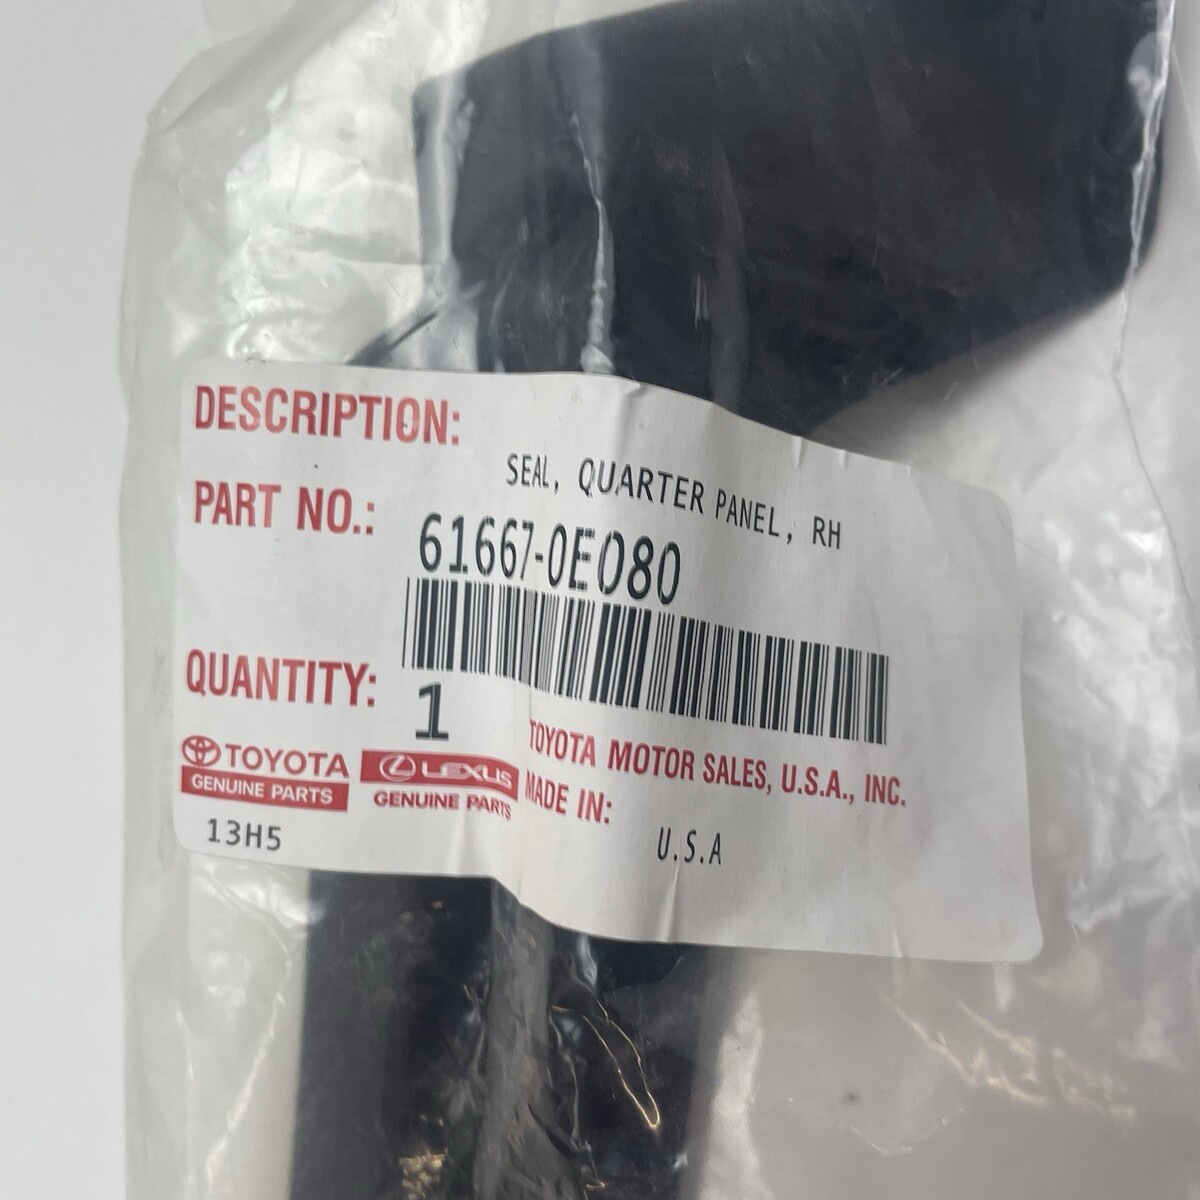 DESCRIPTION:
SEAL, QUARTER PANEL, RH
PART NO.:
61667-0E080
QUANTITY:
1
TOYOTA MOTOR SALES, U.S.A., INC.
MADE IN:
U.S.A
TOYOTA
GENUINE PARTS
LEXUS
GENUINE PARTS
13H5